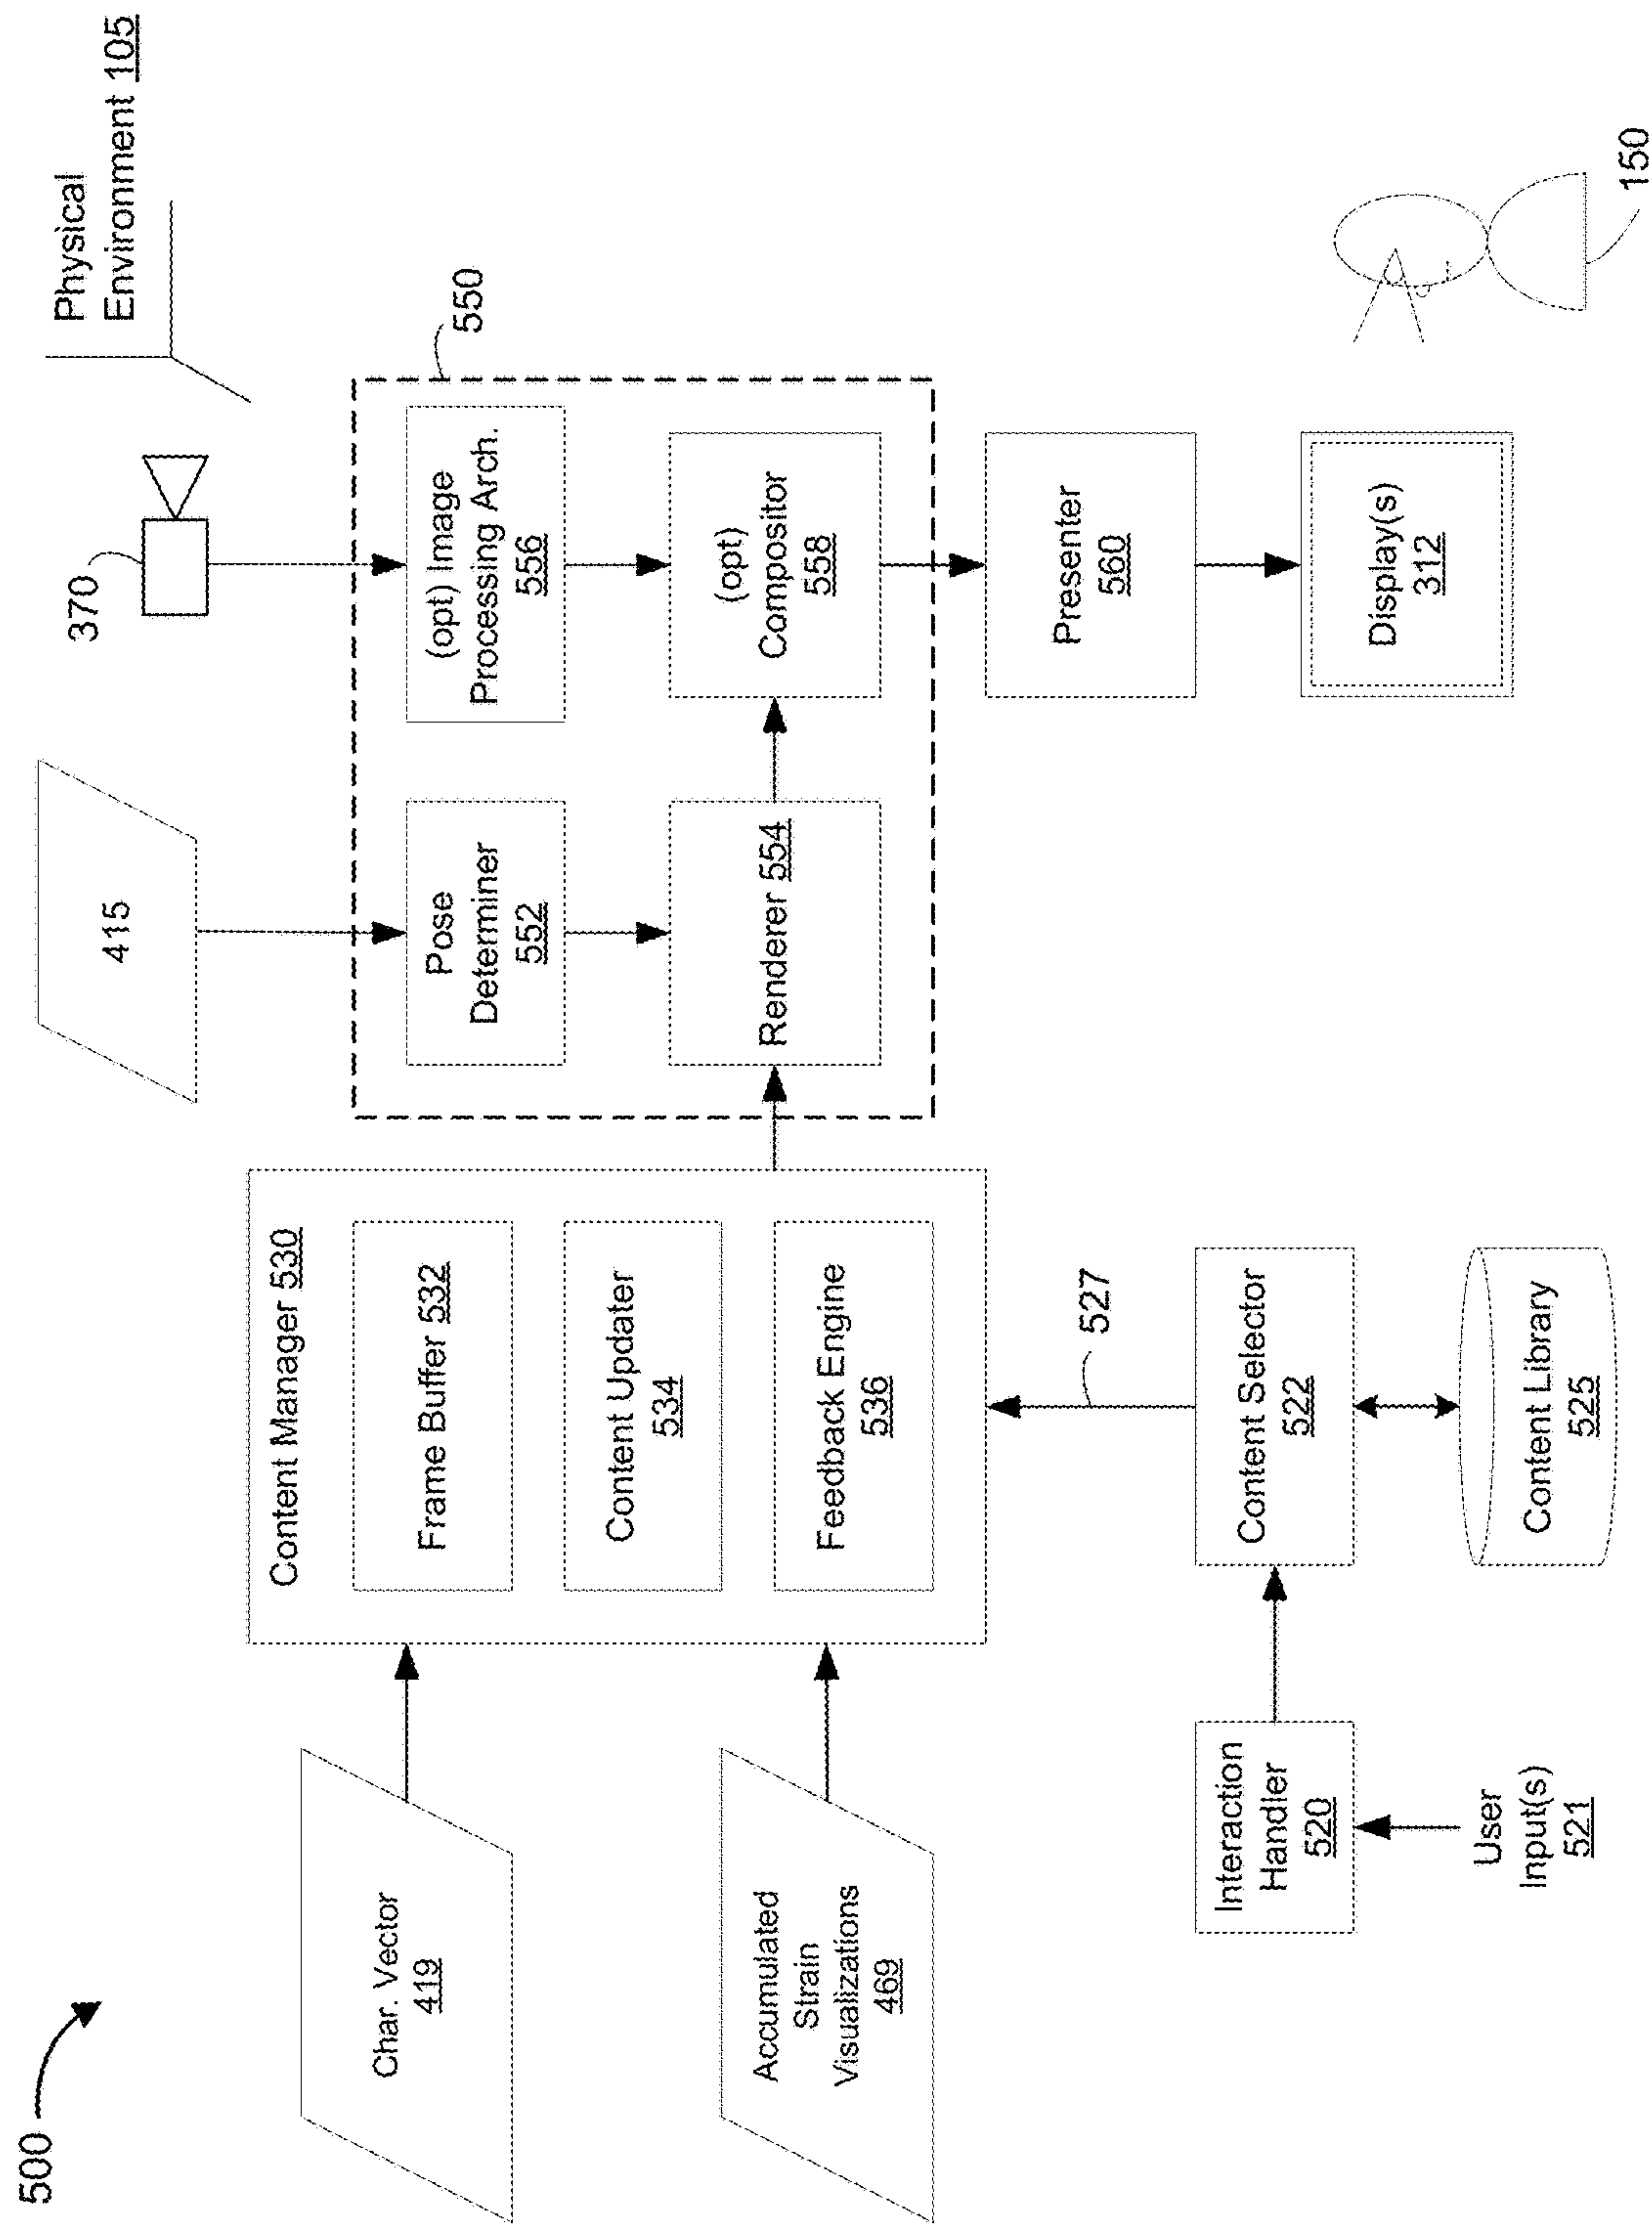 500
Char. Vector
419
Accumulated
Strain
Visualizations
469
Content Manager 530
Frame Buffer 532
Content Updater
534
Feedback Engine
536
527
Interaction
Handler
520
User
Input(s)
521
Content Selector
522
Content Library
525
415
370
Physical
Environment 105
550
Pose
Determiner
552
(opt) Image
Processing Arch.
556
Renderer 554
(opt)
Compositor
558
Presenter
560
Display(s)
312
150